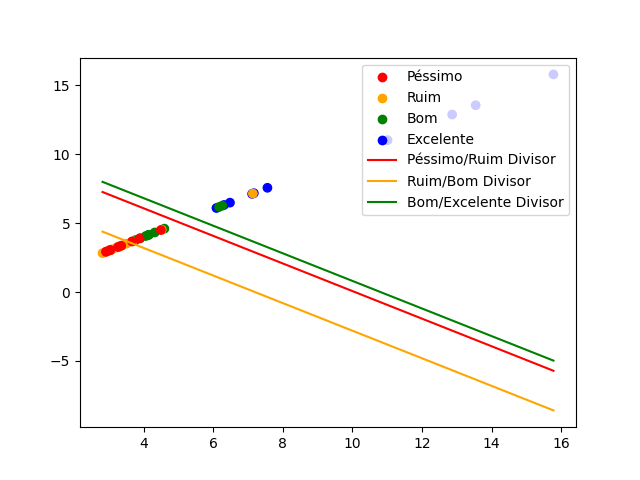 15
10
5
0
−5
4
6
8
10
12
14
16
Péssimo
Ruim
Bom
Excelente
Péssimo/Ruim Divisor
Ruim/Bom Divisor
Bom/Excelente Divisor